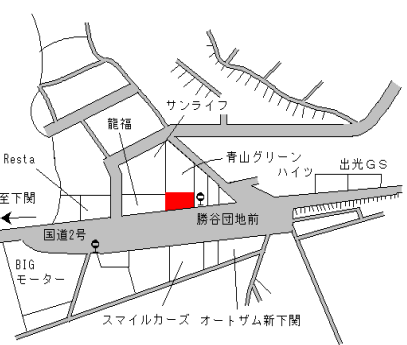 サンライフ
龍福
Resta
青山グリーン
ハイツ
出光GS
至下関
勝谷団地前
国道2号
BIG
モーター
スマイルカーズ
オートザム新下関